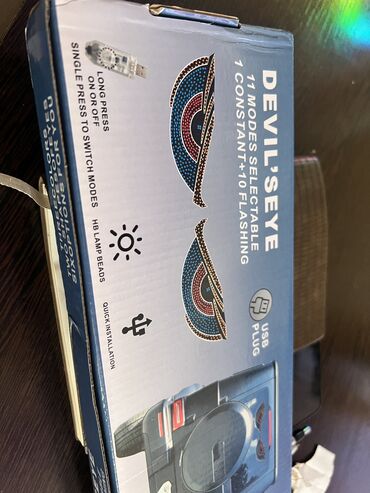 DEVIL'SEYE
11 MODES SELECTABLE
1 CONSTANT+10 FLASHING
USB
PLUG
LONG PRESS
ON OR OFF
SINGLE PRESS TO SWITCH MODES
HB LAMP BEADS
QUICK INSTALLATION